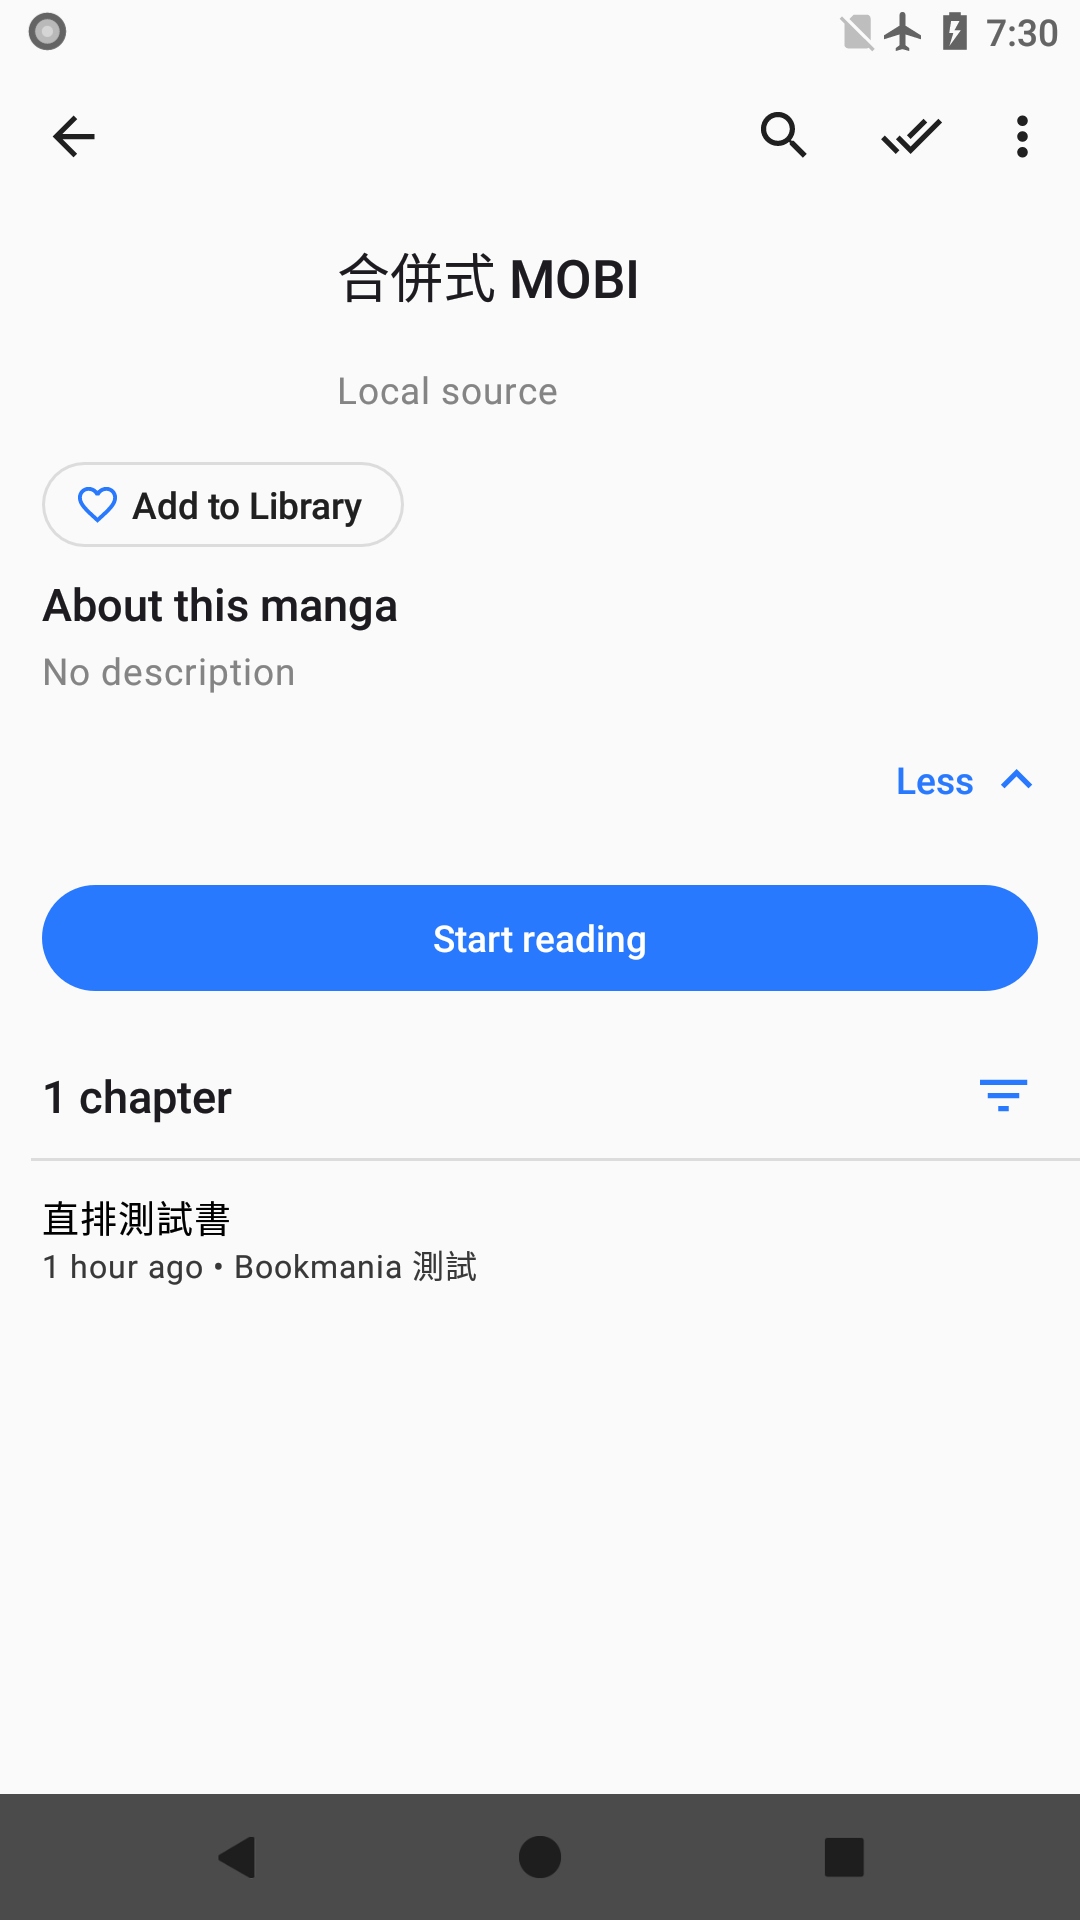 7:30
合併式 MOBI
Local source
Add to Library
About this manga
No description
Less
Start reading
1 chapter
直排測試書
1 hour ago • Bookmania 測試